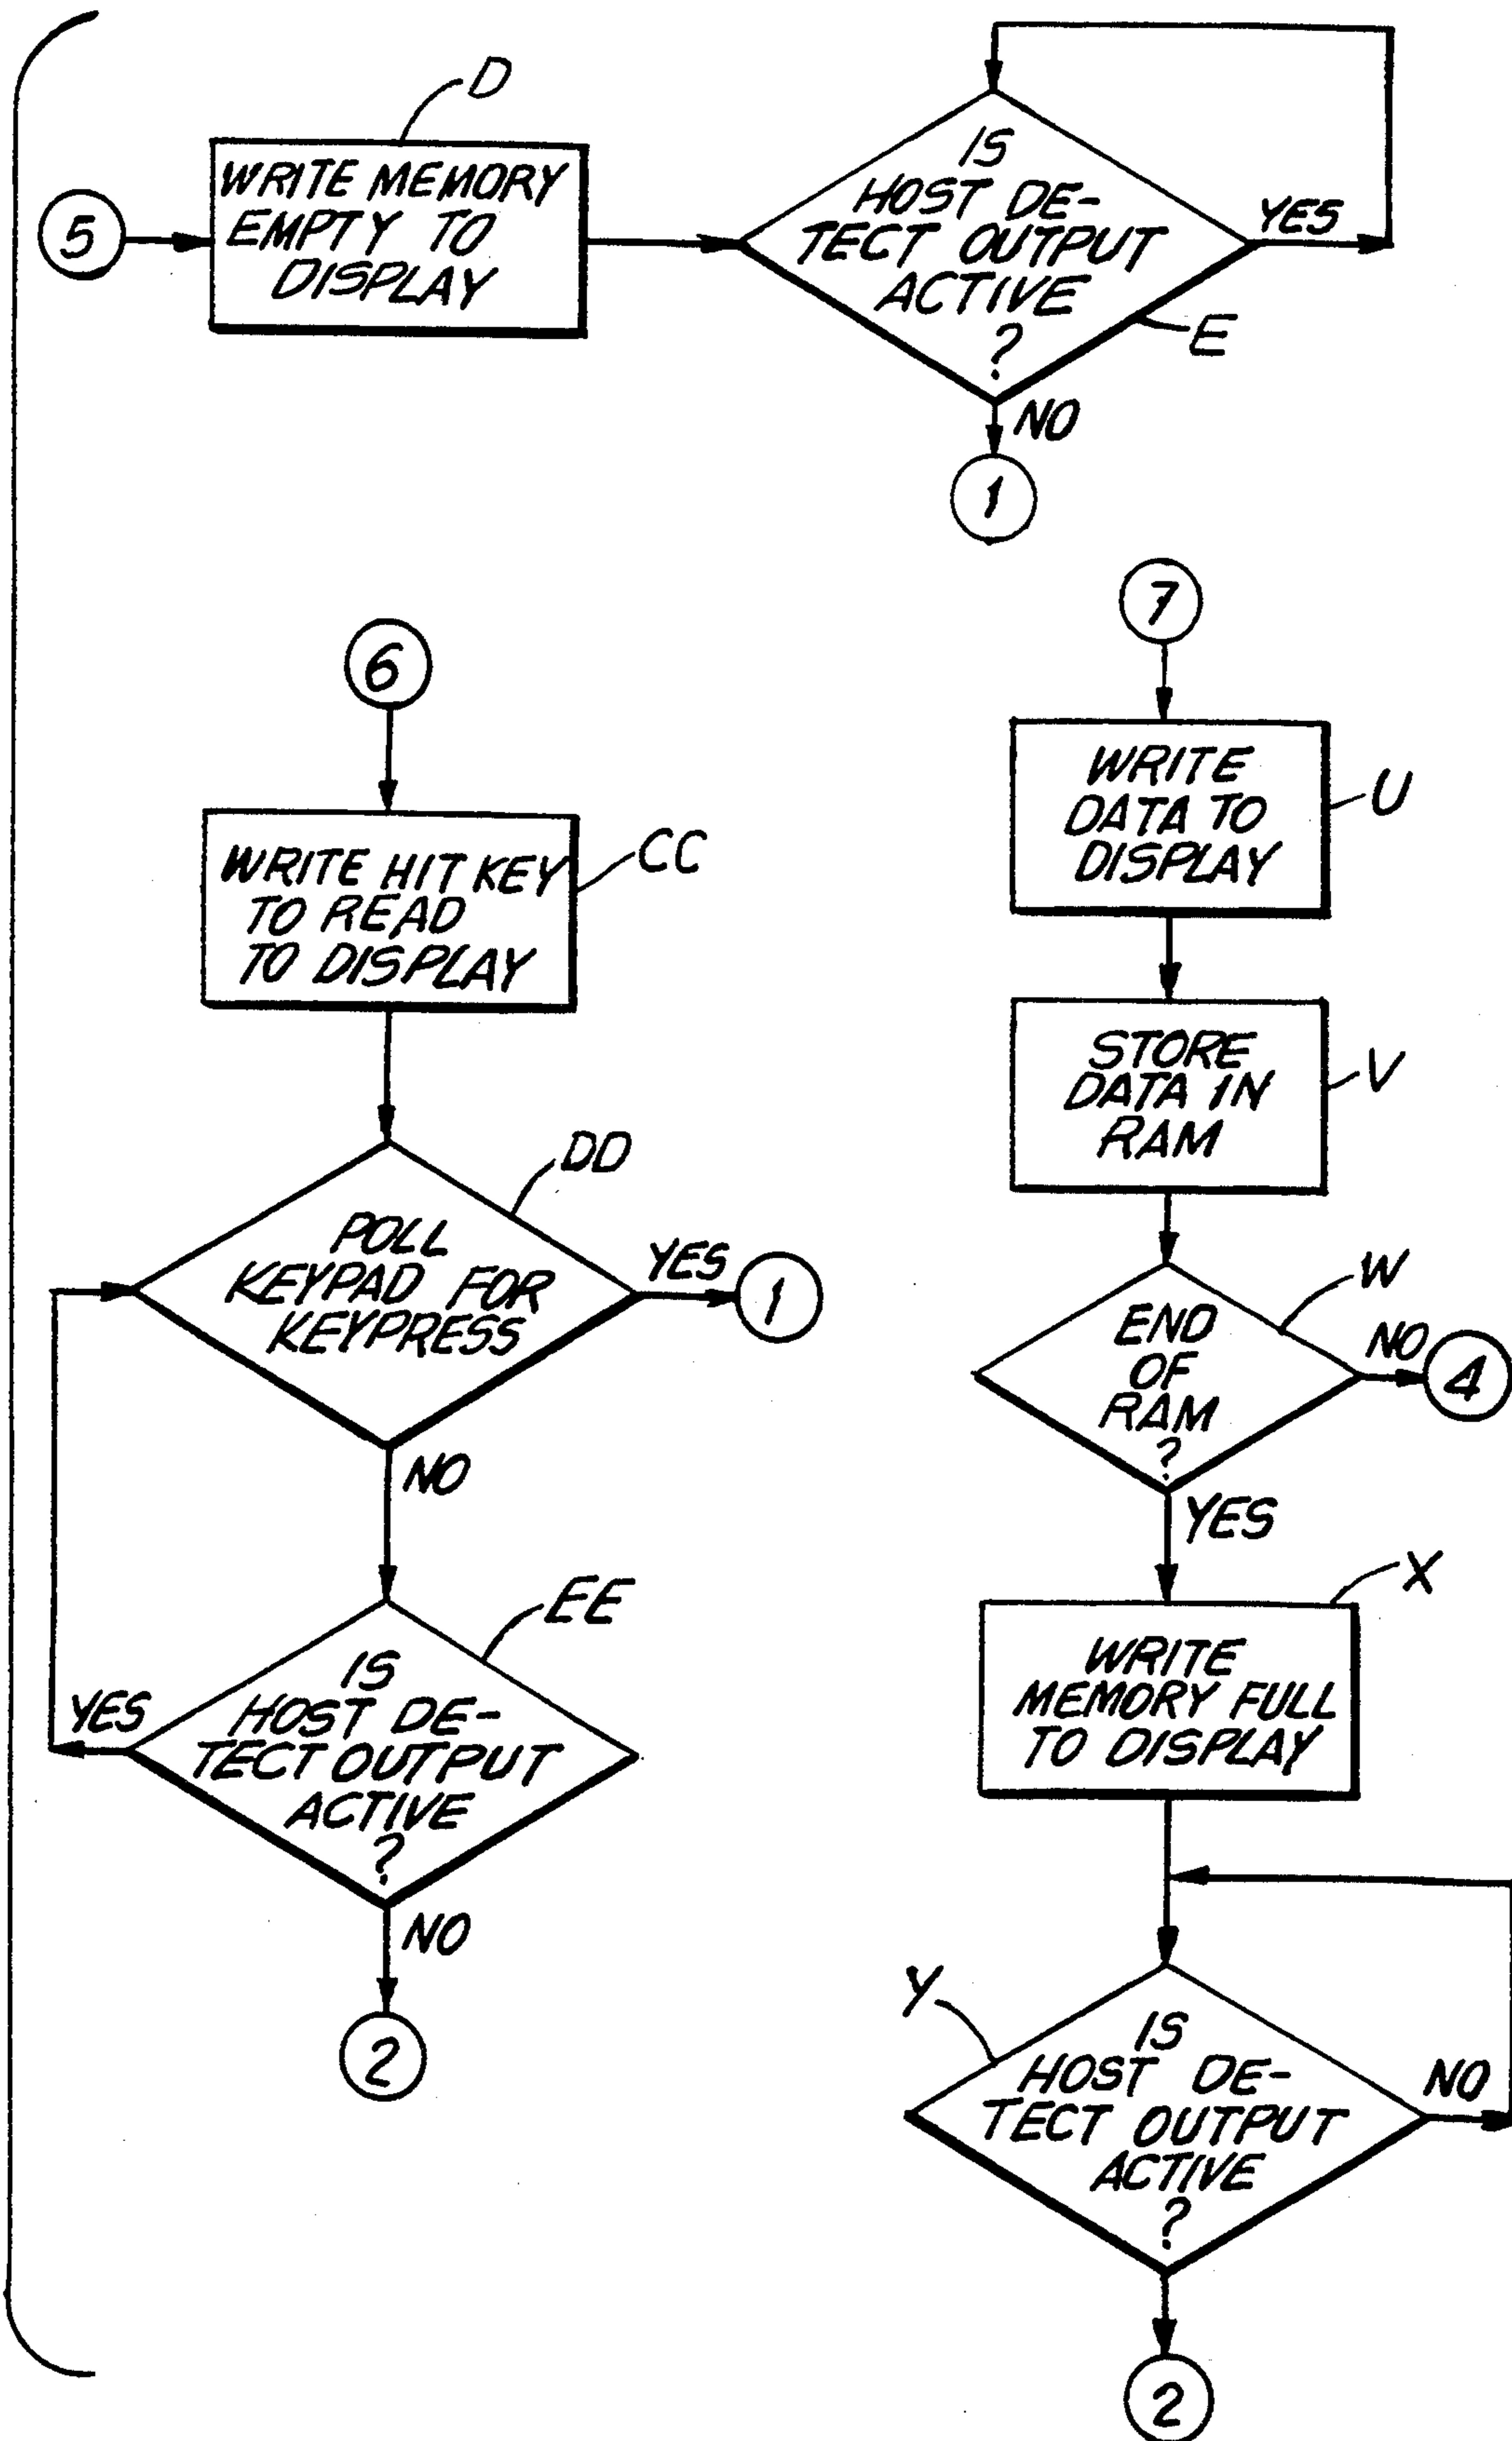 D
5
WRITE MEMORY
EMPTY TO
DISPLAY
IS
HOST DE-
TECT OUTPUT
ACTIVE
?
YES
E
NO
1
6
WRITE HIT KEY
TO READ
TO DISPLAY
CC
POLL
KEYPAD FOR
KEYPRESS
DD
YES
1
NO
IS
HOST DE-
TECT OUTPUT
ACTIVE
?
EE
YES
NO
2
7
WRITE
DATA TO
DISPLAY
U
STORE
DATA IN
RAM
V
END
OF
RAM
?
W
NO
4
YES
WRITE
MEMORY FULL
TO DISPLAY
X
IS
HOST DE-
TECT OUTPUT
ACTIVE
?
Y
NO
2